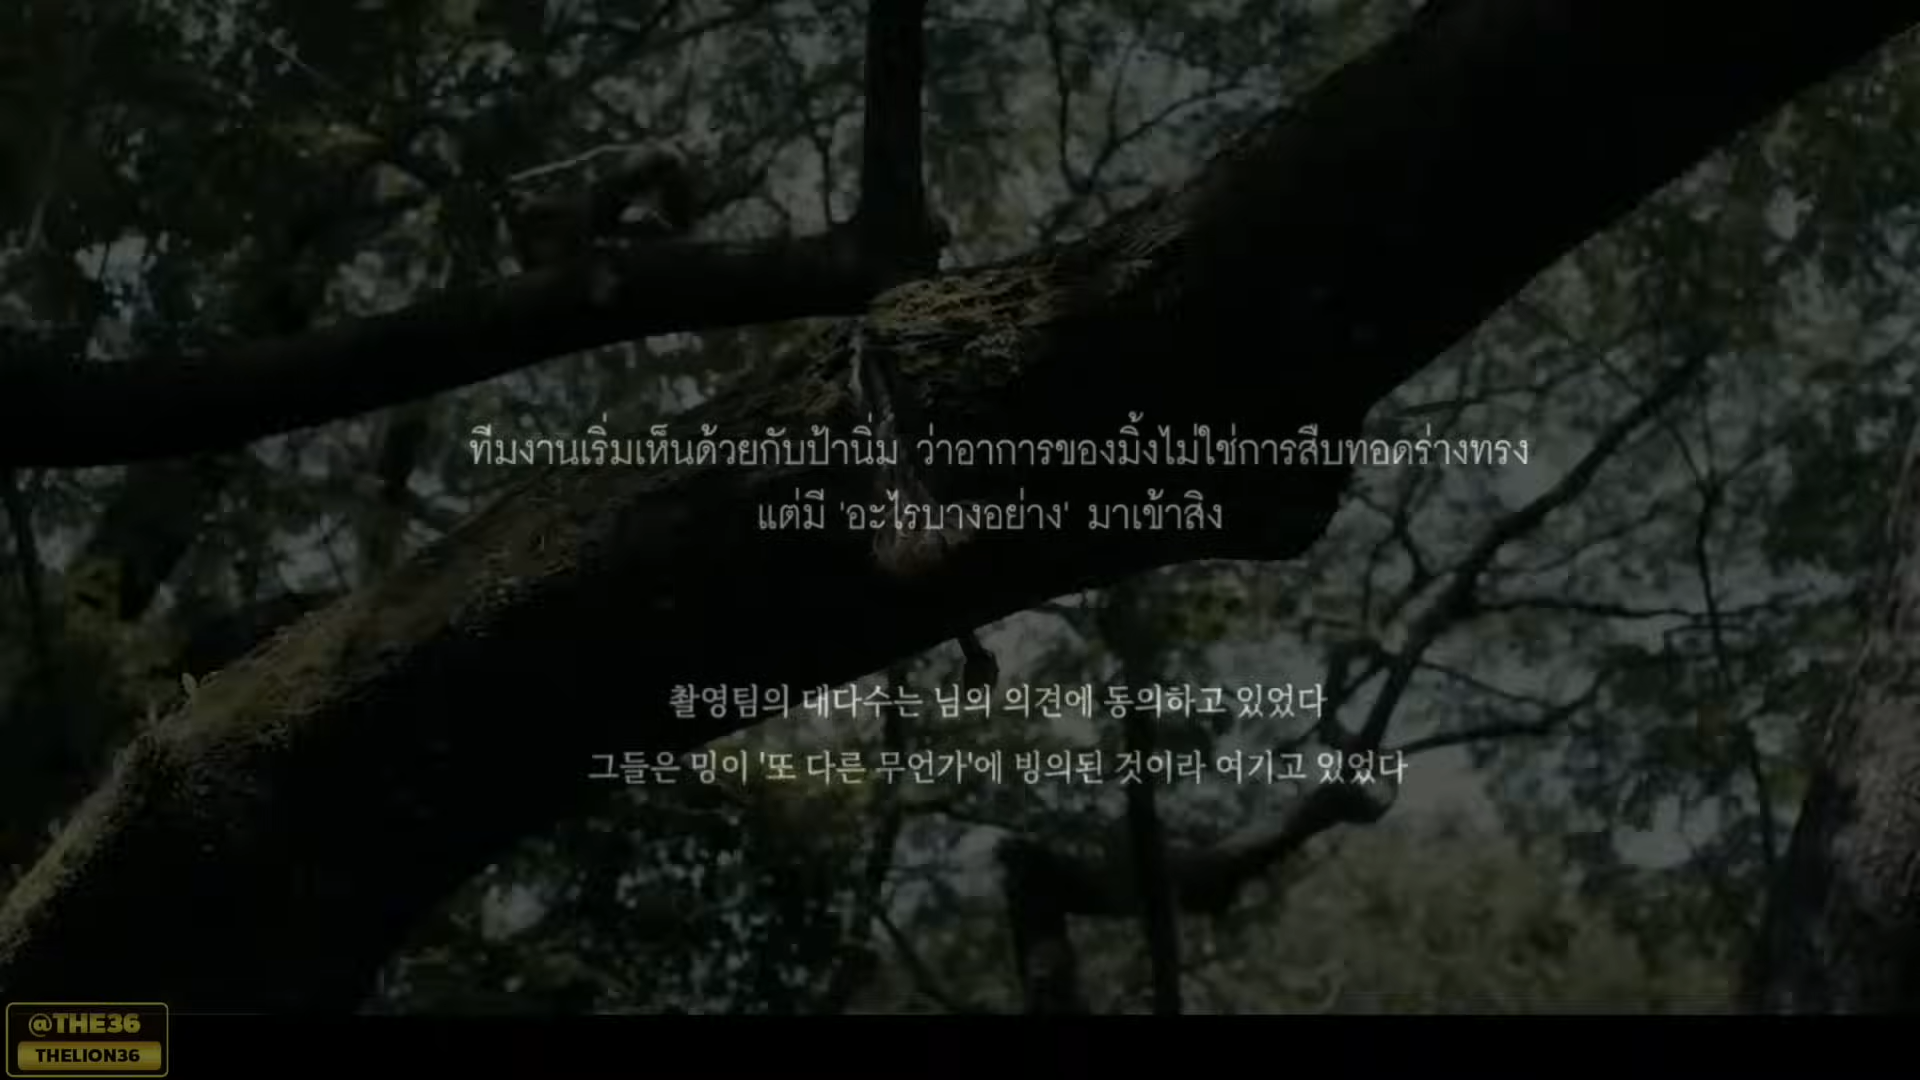 ทีมงานเริ่มเห็นด้วยกับป้านิ่ม ว่าอาการของมิ้งไม่ใช่การสืบทอดร่างทรง
แต่มี 'อะไรบางอย่าง' มาเข้าสิง
촬영팀의 대다수는 님의 의견에 동의하고 있었다
그들은 밍이 '또 다른 무언가'에 빙의된 것이라 여기고 있었다
@THE36
THELION36